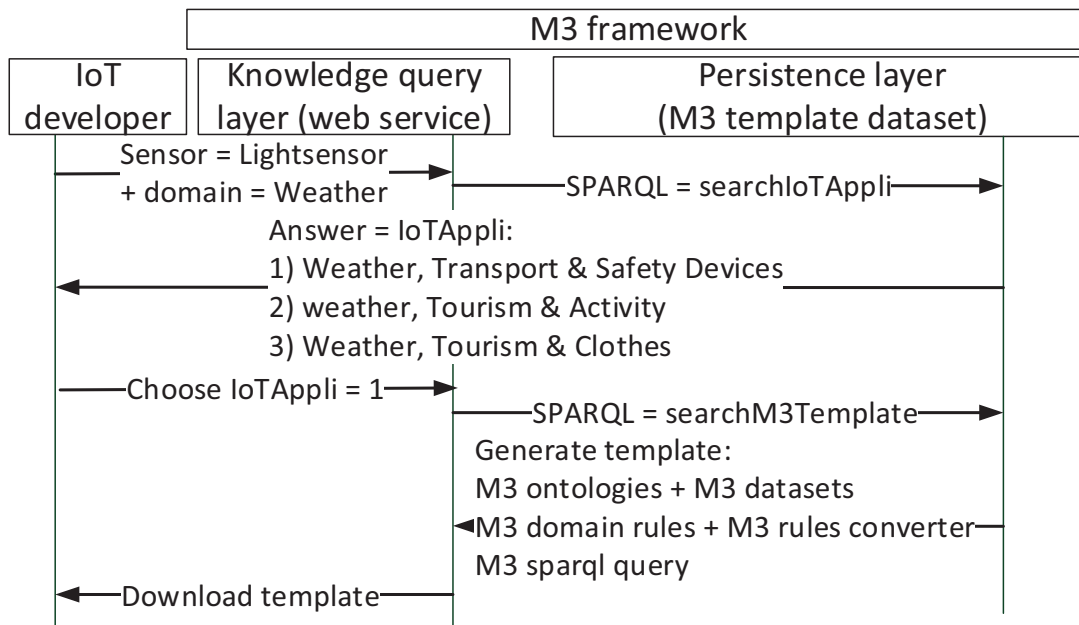 M3 framework
IoT
developer
Knowledge query
layer (web service)
Persistence layer
(M3 template dataset)
Sensor = Lightsensor
+ domain = Weather
SPARQL = searchIoTAppli
Answer = IoTAppli:
1) Weather, Transport & Safety Devices
2) weather, Tourism & Activity
3) Weather, Tourism & Clothes
Choose IoTAppli = 1
SPARQL = searchM3Template
Generate template:
M3 ontologies + M3 datasets
M3 domain rules + M3 rules converter
M3 sparql query
Download template